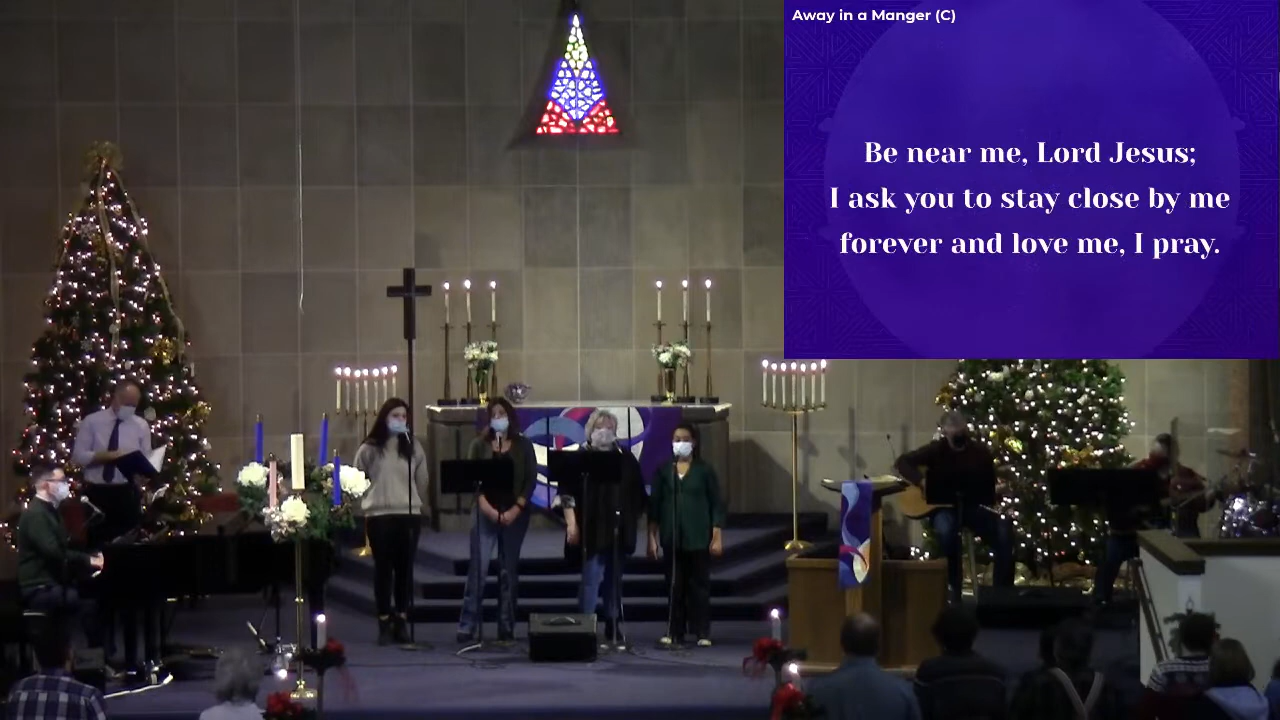 Away in a Manger (C)
Be near me, Lord Jesus;
I ask you to stay close by me
forever and love me, I pray.